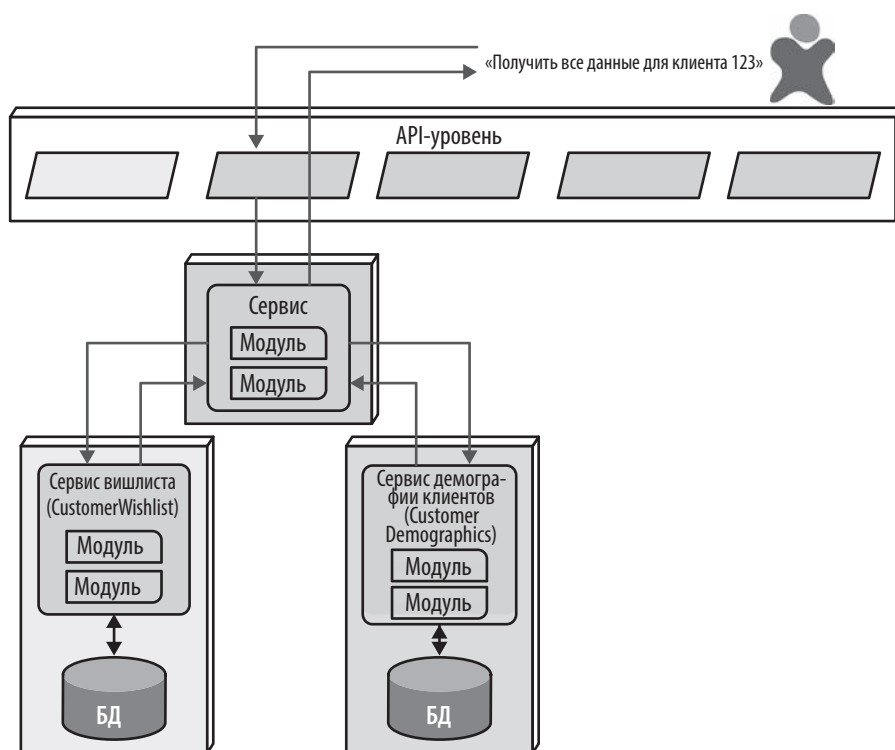 «Получить все данные для клиента 123»
API-уровень
Сервис
Модуль
Модуль
Сервис вишлиста
(CustomerWishlist)
Модуль
Модуль
БД
Сервис демогра-
фии клиентов
(Customer
Demographics)
Модуль
Модуль
БД